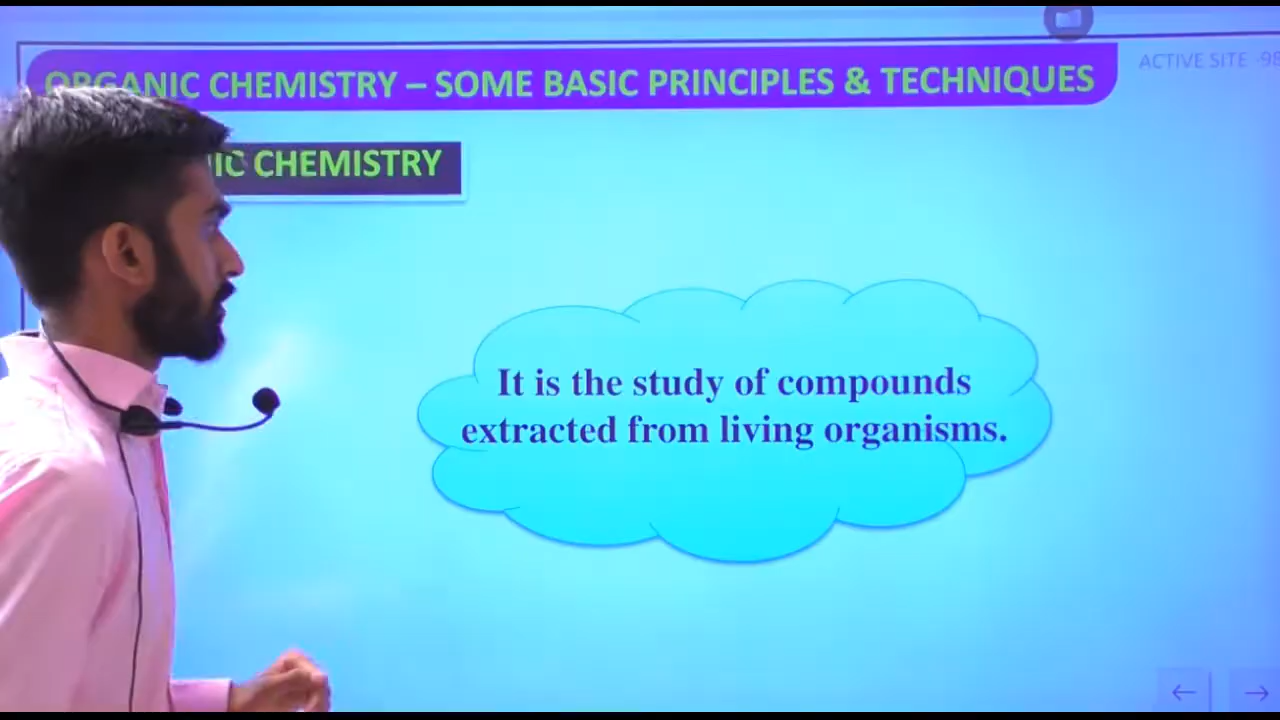 ORGANIC CHEMISTRY – SOME BASIC PRINCIPLES & TECHNIQUES
ACTIVE SITE -98
IC CHEMISTRY
It is the study of compounds
extracted from living organisms.